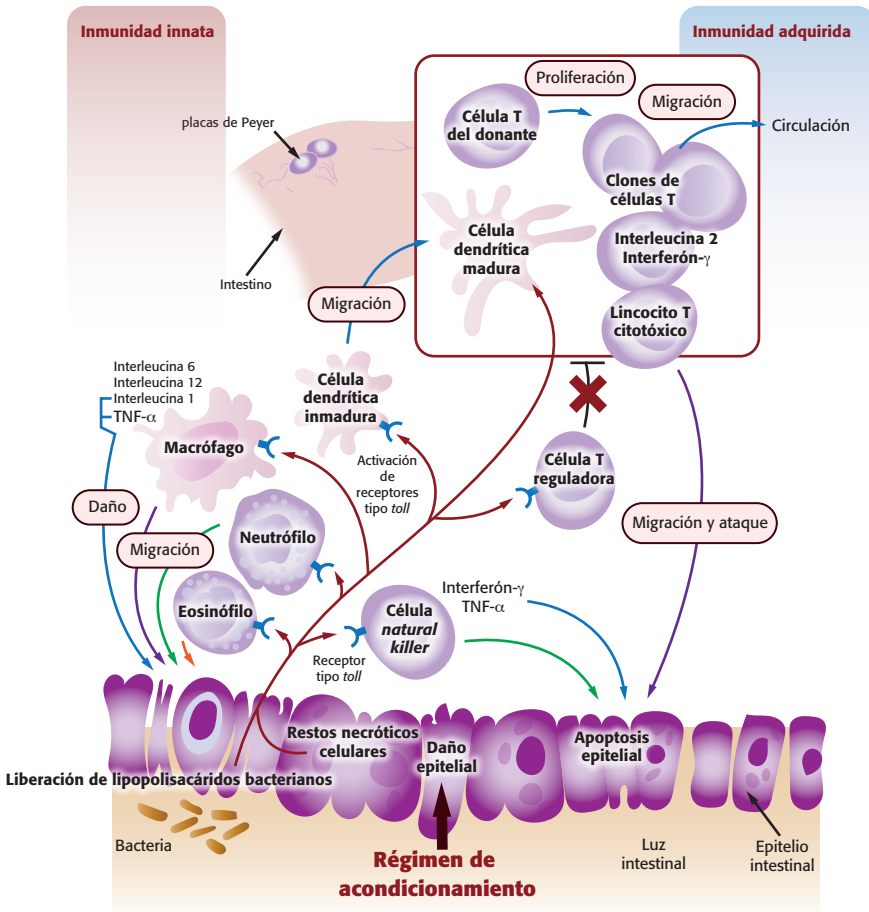 Inmunidad innata
Inmunidad adquirida
Proliferación
Migración
Circulación
Célula T
del donante
placas de Peyer
Clones de
células T
Célula
dendrítica
madura
Interleucina 2
Interferón-γ
Intestino
Migración
Lincocito T
citotóxico
Interleucina 6
Interleucina 12
Interleucina 1
TNF-α
Célula
dendrítica
inmadura
Macrófago
Activación
de
receptores
tipo toll
Célula T
reguladora
Daño
Migración
Neutrófilo
Migración y ataque
Eosinófilo
Célula
natural
killer
Interferón-γ
TNF-α
Receptor
tipo toll
Restos necróticos
celulares
Daño
epitelial
Apoptosis
epitelial
Liberación de lipopolisacáridos bacterianos
Bacteria
Luz
intestinal
Epitelio
intestinal
Régimen de
acondicionamiento